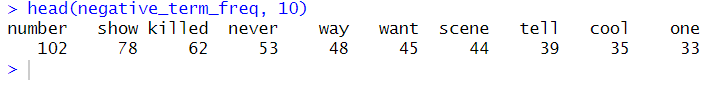 > head(negative_term_freq, 10)
number   show killed  never    way   want  scene   tell   cool    one
   102     78     62     53     48     45     44     39     35     33
>